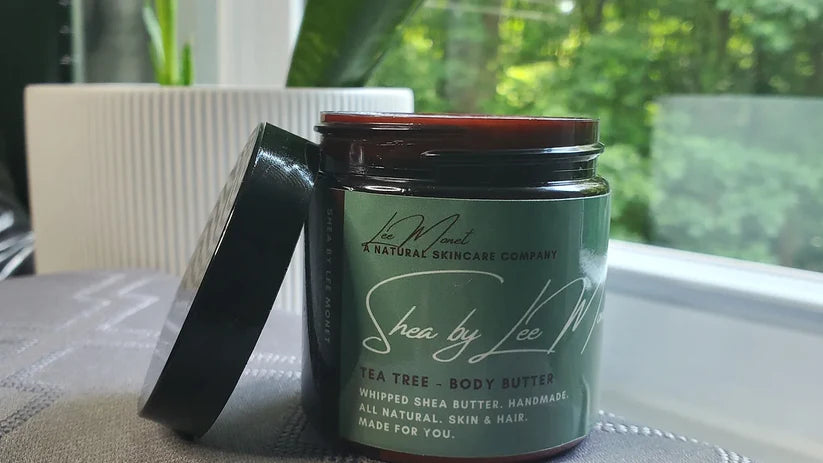 Lee Monet
A NATURAL SKINCARE COMPANY
Shea by Lee M
TEA TREE - BODY BUTTER
WHIPPED SHEA BUTTER. HANDMADE.
ALL NATURAL. SKIN & HAIR.
MADE FOR YOU.
SHEA BY LEE MONET